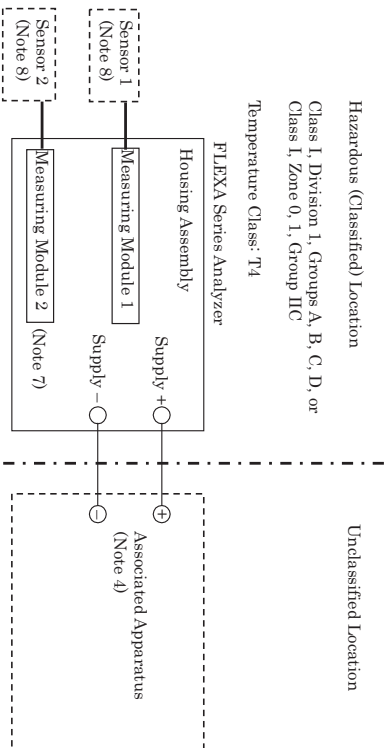 Hazardous (Classified) Location
Unclassified Location
Class I, Division 1, Groups A, B, C, D, or
Class I, Zone 0, 1, Group IIC
Temperature Class: T4
FLEXA Series Analyzer
Housing Assembly
Sensor 1
(Note 8)
Measuring Module 1
Supply +
+
Associated Apparatus
(Note 4)
Supply –
–
Sensor 2
(Note 8)
Measuring Module 2
(Note 7)